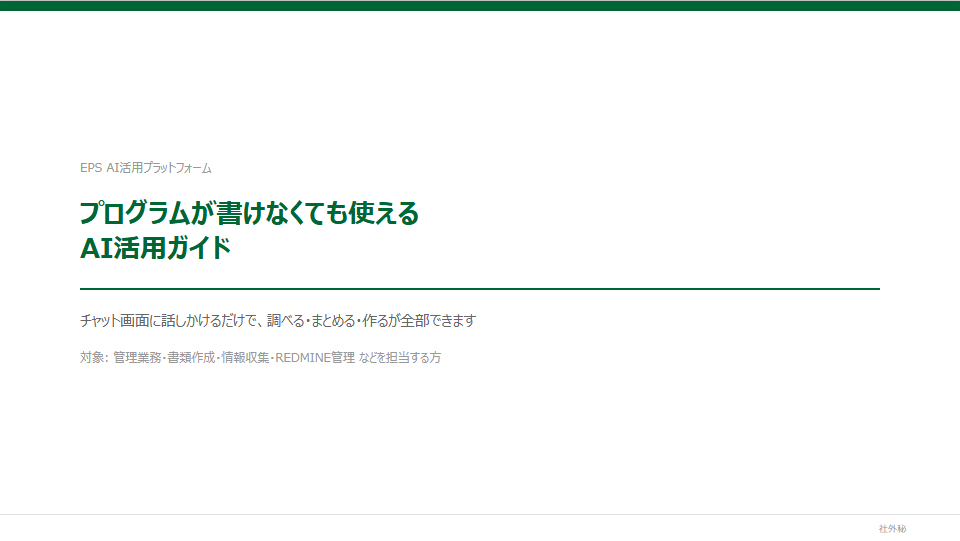 EPS AI活用プラットフォーム
プログラムが書けなくても使える
AI活用ガイド
チャット画面に話しかけるだけで、調べる・まとめる・作るが全部できます
対象: 管理業務・書類作成・情報収集・REDMINE管理 などを担当する方
社外秘